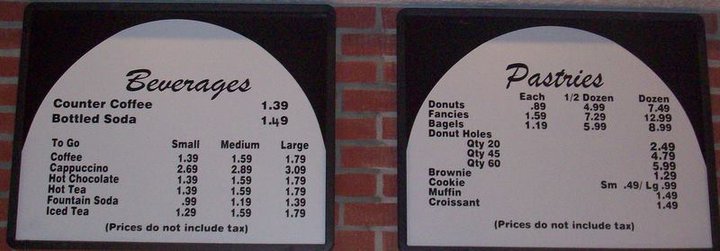 Beverages
Counter Coffee 1.39
Bottled Soda 1.49
To Go Small Medium Large
Coffee 1.39 1.59 1.79
Cappuccino 2.69 2.89 3.09
Hot Chocolate 1.39 1.59 1.79
Hot Tea 1.39 1.59 1.79
Fountain Soda .99 1.19 1.39
Iced Tea 1.29 1.59 1.79
(Prices do not include tax)
Pastries
Each 1/2 Dozen Dozen
Donuts .89 4.99 7.49
Fancies 1.59 7.29 12.99
Bagels 1.19 5.99 8.99
Donut Holes
Qty 20 2.49
Qty 45 4.79
Qty 60 5.99
Brownie 1.29
Cookie Sm .49/ Lg .99
Muffin 1.49
Croissant 1.49
(Prices do not include tax)